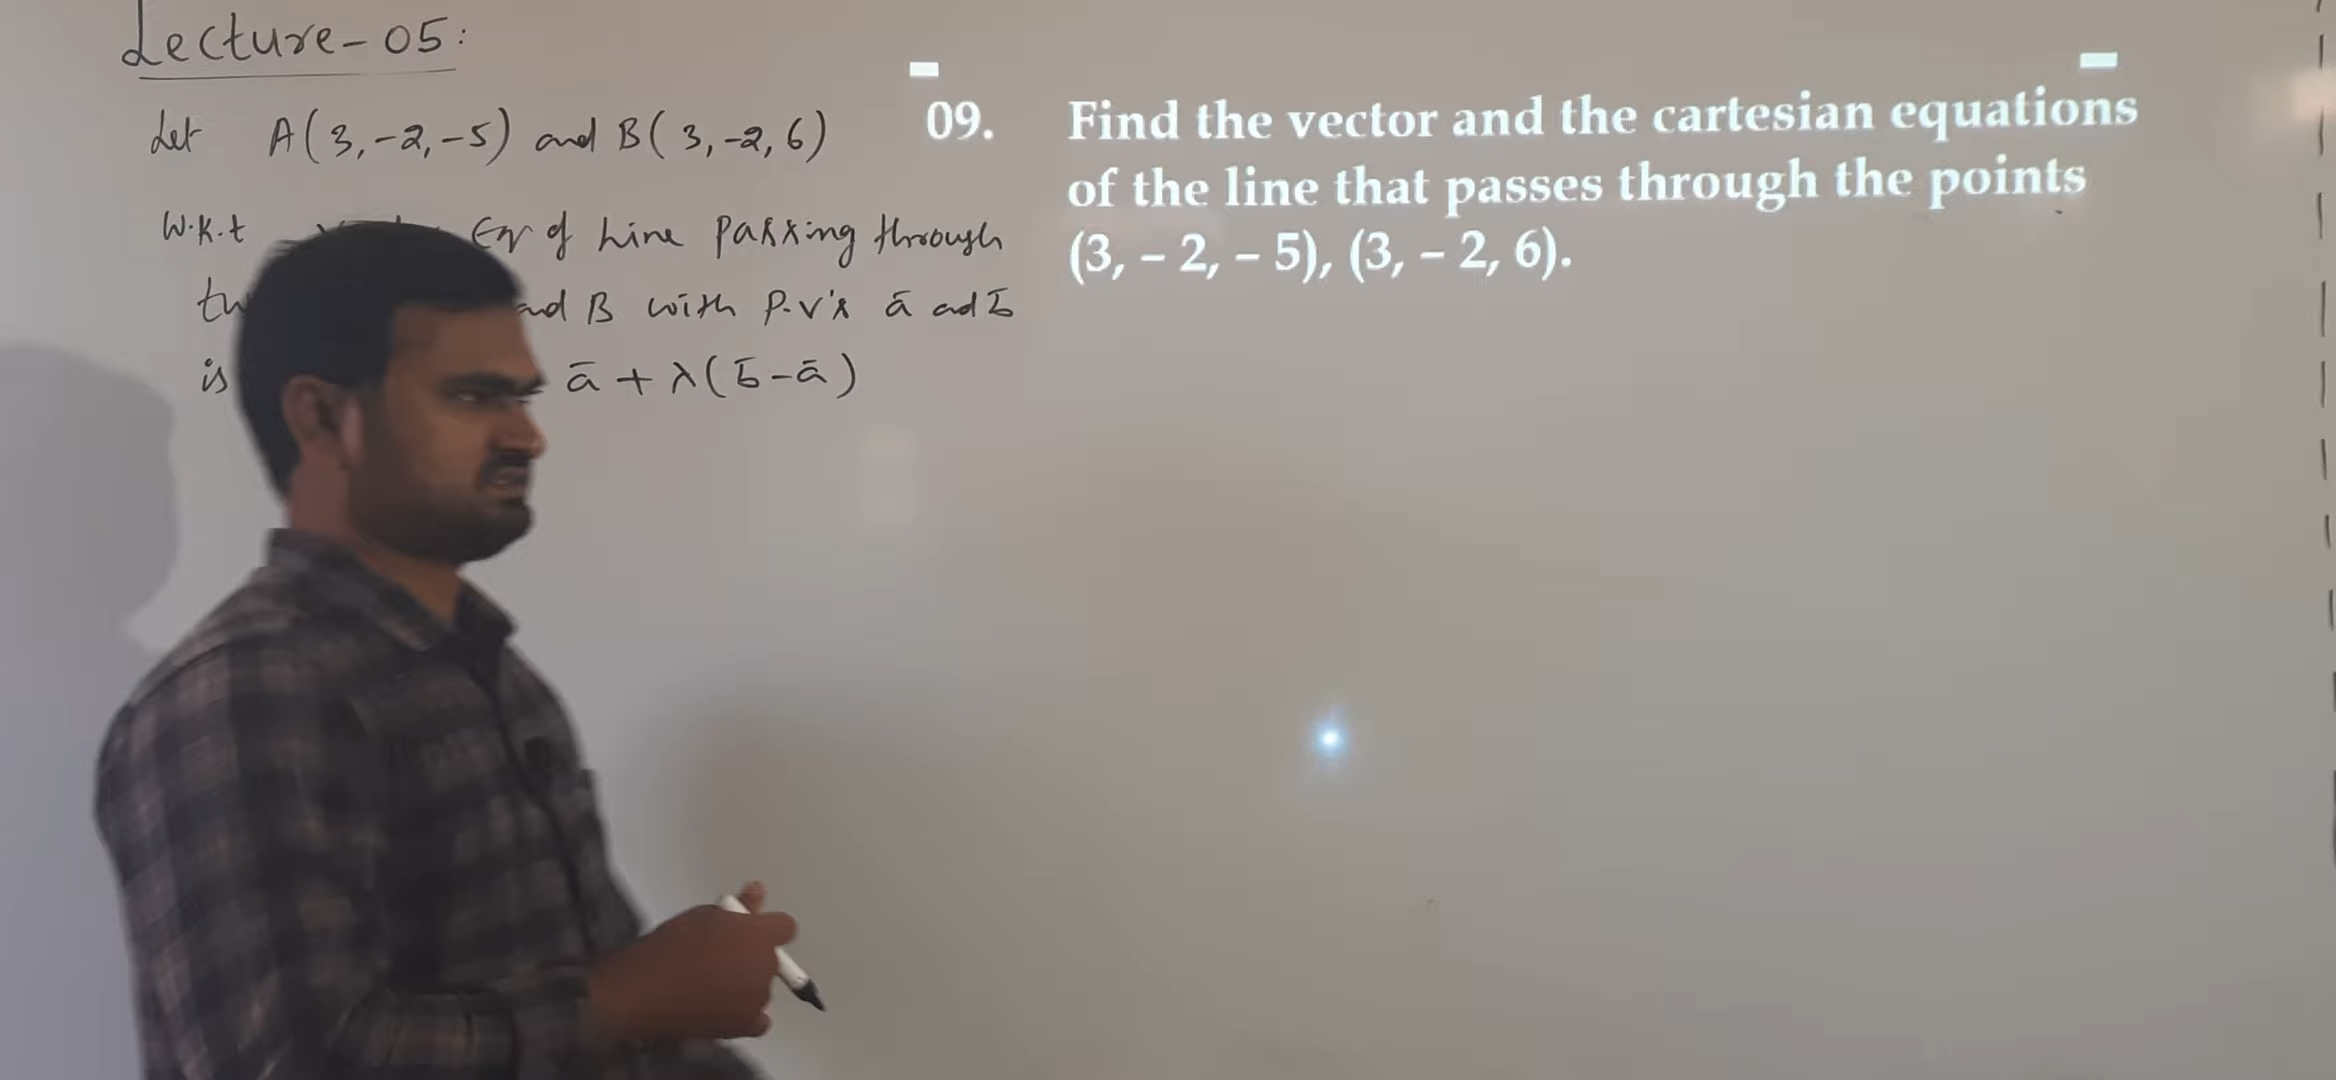 Lecture-05:
Let A(3,-2,-5) and B(3,-2,6)
W.K.t Eq of Line Passing through
and B with P.V's ā ad b̄
is ā + λ(b̄-ā)
09. Find the vector and the cartesian equations
of the line that passes through the points
(3, – 2, – 5), (3, – 2, 6).